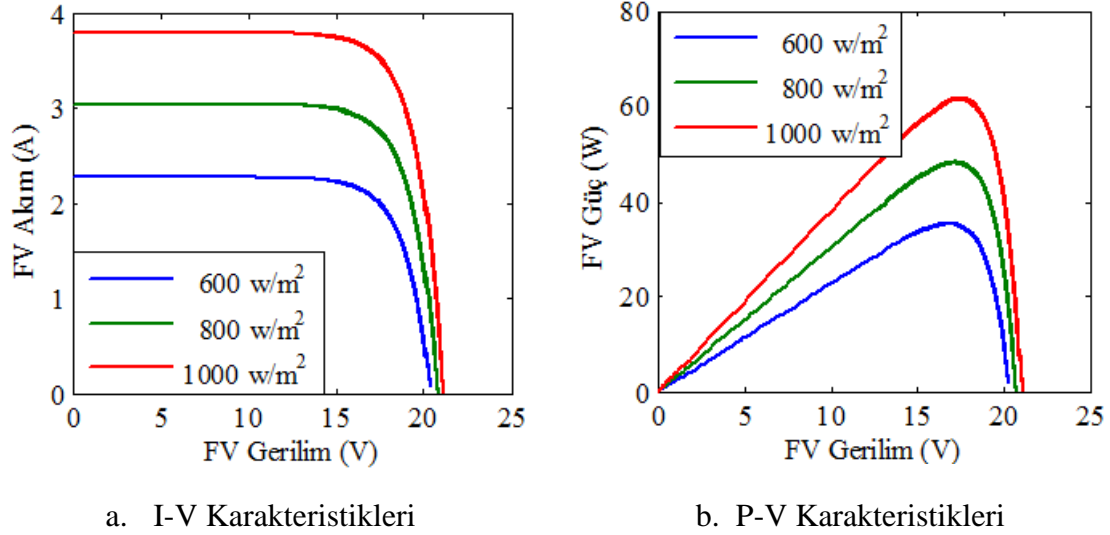 4
3
2
1
0
FV Akım (A)
600 w/m²
800 w/m²
1000 w/m²
0 5 10 15 20 25
FV Gerilim (V)
a. I-V Karakteristikleri
80
60
40
20
0
FV Güç (W)
600 w/m²
800 w/m²
1000 w/m²
0 5 10 15 20 25
FV Gerilim (V)
b. P-V Karakteristikleri